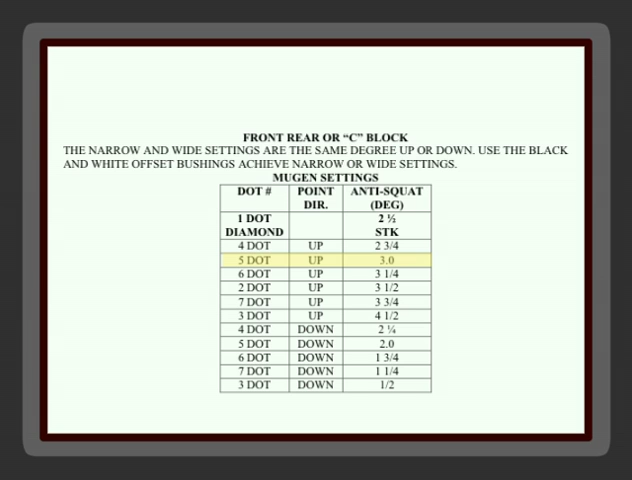 FRONT REAR OR “C” BLOCK
THE NARROW AND WIDE SETTINGS ARE THE SAME DEGREE UP OR DOWN. USE THE BLACK
AND WHITE OFFSET BUSHINGS ACHIEVE NARROW OR WIDE SETTINGS.
MUGEN SETTINGS
DOT # POINT ANTI-SQUAT
DIR. (DEG)
1 DOT 2 ½
DIAMOND STK
4 DOT UP 2 3/4
5 DOT UP 3.0
6 DOT UP 3 1/4
2 DOT UP 3 1/2
7 DOT UP 3 3/4
3 DOT UP 4 1/2
4 DOT DOWN 2 ¼
5 DOT DOWN 2.0
6 DOT DOWN 1 3/4
7 DOT DOWN 1 1/4
3 DOT DOWN 1/2